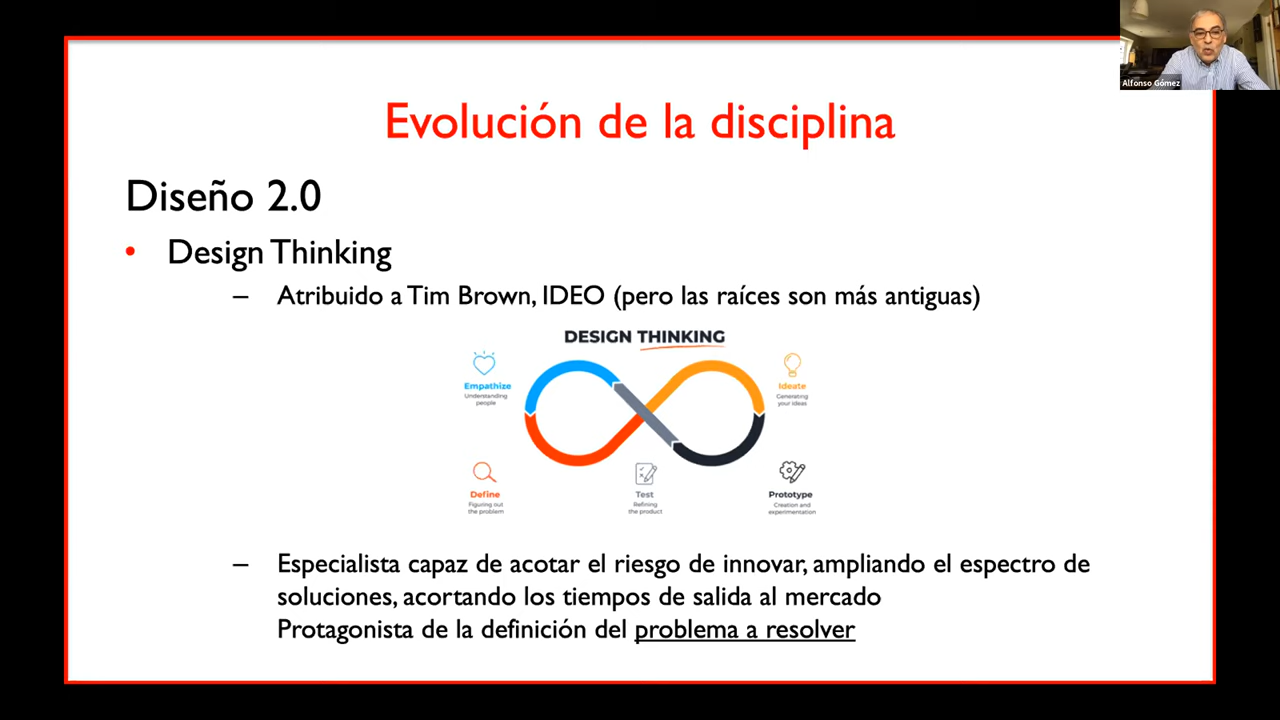 Alfonso Gómez
Evolución de la disciplina
Diseño 2.0
• Design Thinking
– Atribuido a Tim Brown, IDEO (pero las raíces son más antiguas)
DESIGN THINKING
Empathize
Understanding
people
Ideate
Generating
your ideas
Define
Figuring out
the problem
Test
Refining
the product
Prototype
Creation and
experimentation
– Especialista capaz de acotar el riesgo de innovar, ampliando el espectro de
soluciones, acortando los tiempos de salida al mercado
Protagonista de la definición del problema a resolver